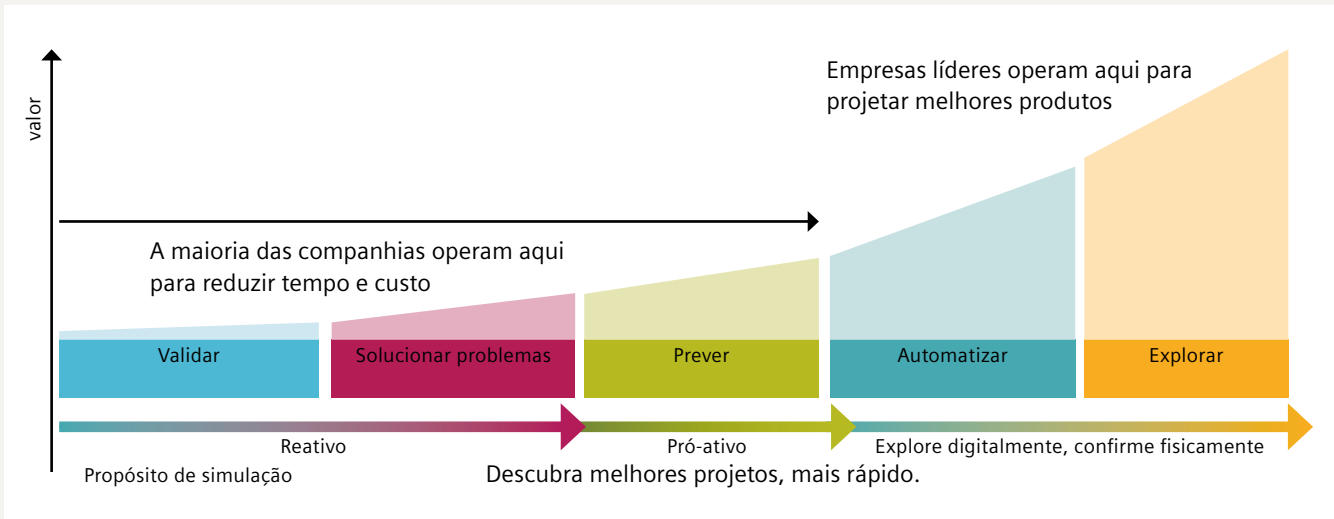 valor
Empresas líderes operam aqui para
projetar melhores produtos
A maioria das companhias operam aqui
para reduzir tempo e custo
Validar
Solucionar problemas
Prever
Automatizar
Explorar
Reativo
Pró-ativo
Explore digitalmente, confirme fisicamente
Propósito de simulação
Descubra melhores projetos, mais rápido.